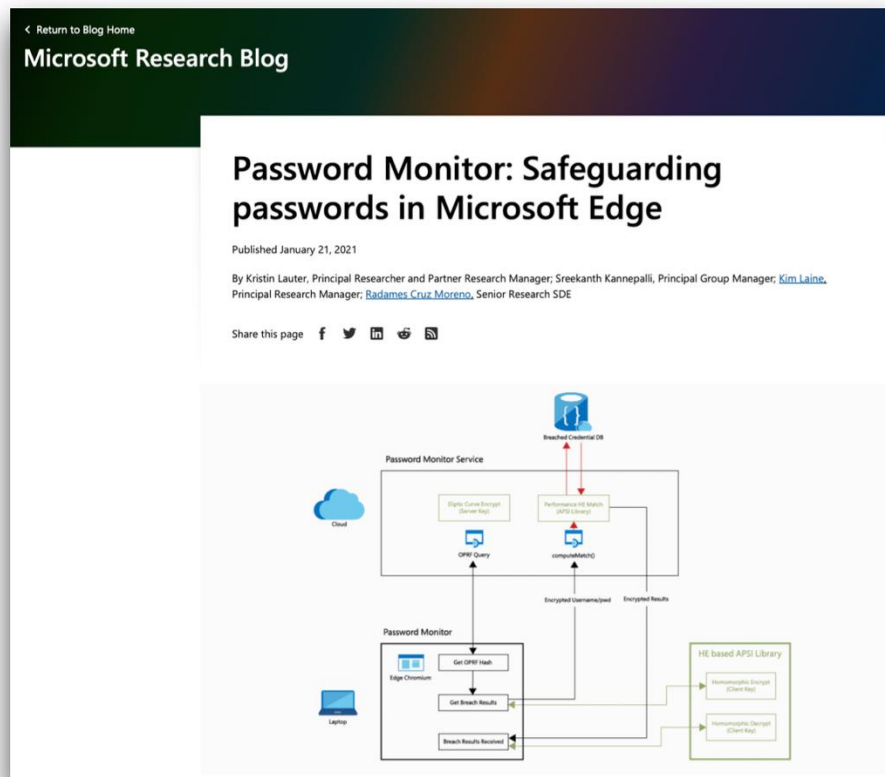 Return to Blog Home
Microsoft Research Blog
Password Monitor: Safeguarding
passwords in Microsoft Edge
Published January 21, 2021
By Kristin Lauter, Principal Researcher and Partner Research Manager; Sreekanth Kannepalli, Principal Group Manager; Kim Laine,
Principal Research Manager; Radames Cruz Moreno, Senior Research SDE
Share this page
{ }
Breached Credential DB
Password Monitor Service
Cloud
Elliptic Curve Encrypt
(Server Key)
Performance HE Match
(APSI Library)
OPRF Query
computeMatch()
Encrypted Username/pwd
Encrypted Results
Password Monitor
Edge Chromium
Get OPRF Hash
Get Breach Results
Breach Results Received
Laptop
HE based APSI Library
Homomorphic Encrypt
(Client Key)
Homomorphic Decrypt
(Client Key)